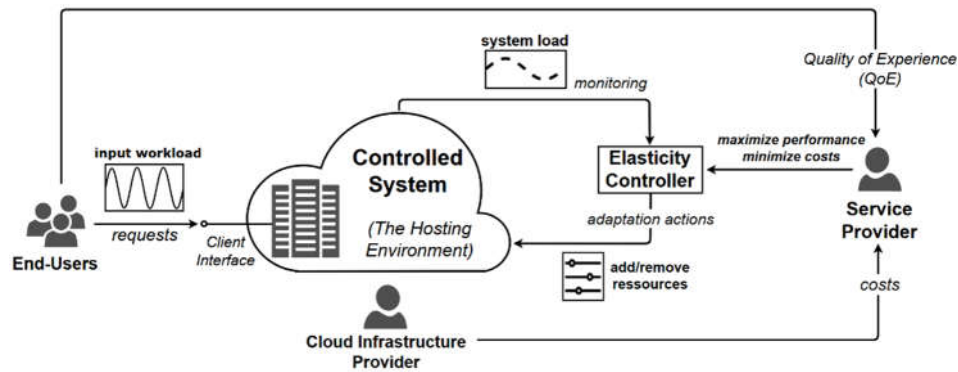 system load
monitoring
Quality of Experience
(QoE)
input workload
Controlled
System
(The Hosting
Environment)
Elasticity
Controller
maximize performance
minimize costs
adaptation actions
Service
Provider
requests
Client
Interface
End-Users
add/remove
ressources
costs
Cloud Infrastructure
Provider